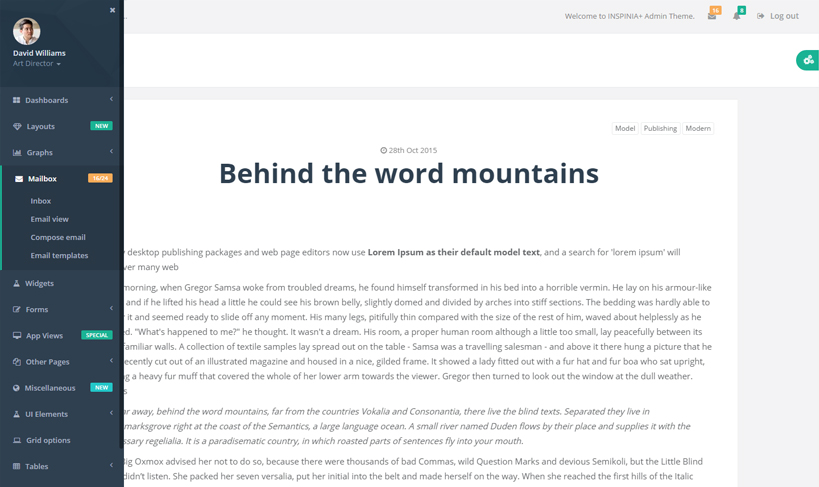 Welcome to INSPINIA+ Admin Theme.
16
8
Log out
David Williams
Art Director
Dashboards
Layouts NEW
Graphs
Mailbox 16/24
Inbox
Email view
Compose email
Email templates
Widgets
Forms
App Views SPECIAL
Other Pages
Miscellaneous NEW
UI Elements
Grid options
Tables
Model Publishing Modern
28th Oct 2015
Behind the word mountains
desktop publishing packages and web page editors now use Lorem Ipsum as their default model text, and a search for 'lorem ipsum' will
ver many web
morning, when Gregor Samsa woke from troubled dreams, he found himself transformed in his bed into a horrible vermin. He lay on his armour-like
and if he lifted his head a little he could see his brown belly, slightly domed and divided by arches into stiff sections. The bedding was hardly able to
it and seemed ready to slide off any moment. His many legs, pitifully thin compared with the size of the rest of him, waved about helplessly as he
ed. "What's happened to me?" he thought. It wasn't a dream. His room, a proper human room although a little too small, lay peacefully between its
familiar walls. A collection of textile samples lay spread out on the table - Samsa was a travelling salesman - and above it there hung a picture that he
recently cut out of an illustrated magazine and housed in a nice, gilded frame. It showed a lady fitted out with a fur hat and fur boa who sat upright,
g a heavy fur muff that covered the whole of her lower arm towards the viewer. Gregor then turned to look out the window at the dull weather.
s
ar away, behind the word mountains, far from the countries Vokalia and Consonantia, there live the blind texts. Separated they live in
marksgrove right at the coast of the Semantics, a large language ocean. A small river named Duden flows by their place and supplies it with the
ssary regelialia. It is a paradisematic country, in which roasted parts of sentences fly into your mouth.
Big Oxmox advised her not to do so, because there were thousands of bad Commas, wild Question Marks and devious Semikoli, but the Little Blind
didn't listen. She packed her seven versalia, put her initial into the belt and made herself on the way. When she reached the first hills of the Italic